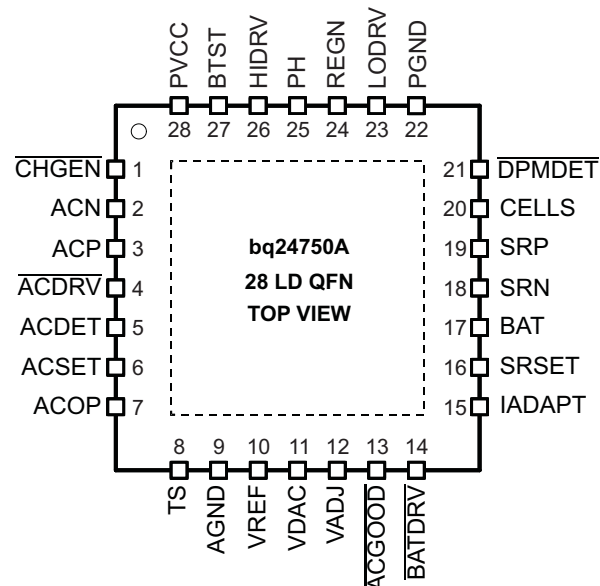 PVCC
BTST
HIDRV
PH
REGN
LODRV
PGND
28
27
26
25
24
23
22
CHGEN 1
ACN 2
ACP 3
ACDRV 4
ACDET 5
ACSET 6
ACOP 7
bq24750A
28 LD QFN
TOP VIEW
21 DPMDET
20 CELLS
19 SRP
18 SRN
17 BAT
16 SRSET
15 IADAPT
8
9
10
11
12
13
14
TS
AGND
VREF
VDAC
VADJ
ACGOOD
BATDRV